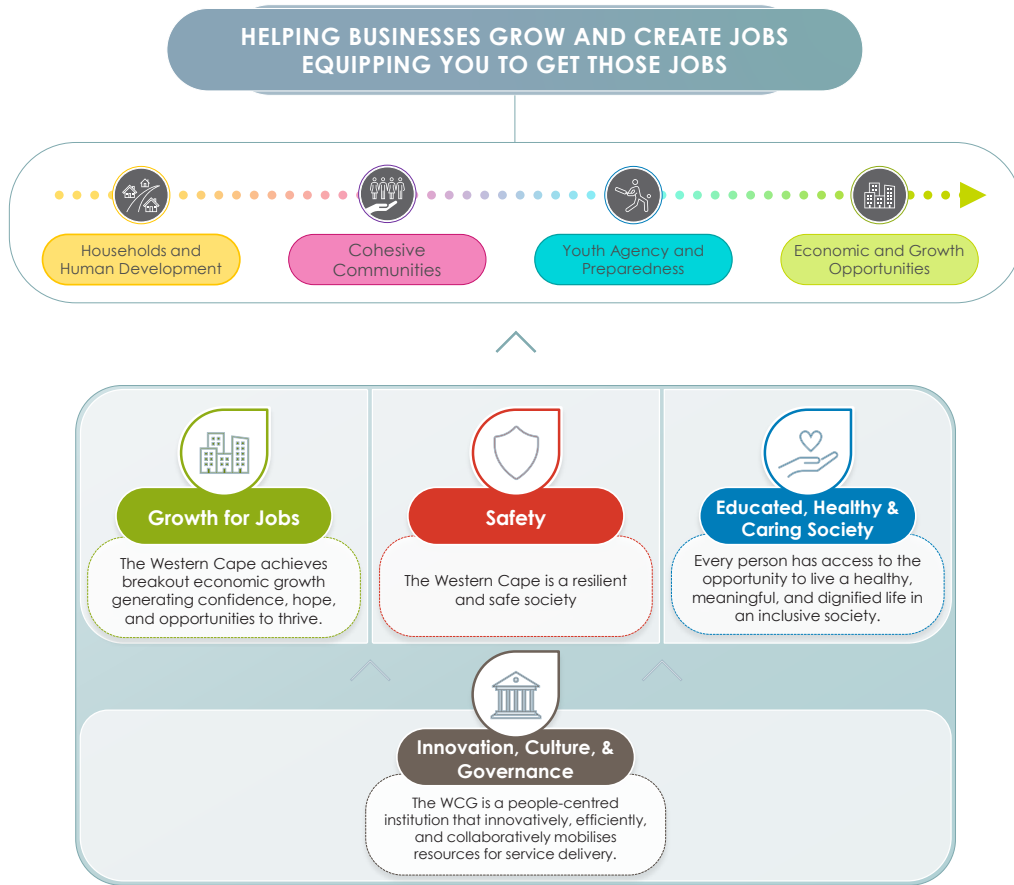 HELPING BUSINESSES GROW AND CREATE JOBS
EQUIPPING YOU TO GET THOSE JOBS
Households and
Human Development
Cohesive
Communities
Youth Agency and
Preparedness
Economic and Growth
Opportunities
Growth for Jobs
The Western Cape achieves
breakout economic growth
generating confidence, hope,
and opportunities to thrive.
Safety
The Western Cape is a resilient
and safe society
Educated, Healthy &
Caring Society
Every person has access to the
opportunity to live a healthy,
meaningful, and dignified life in
an inclusive society.
Innovation, Culture, &
Governance
The WCG is a people-centred
institution that innovatively, efficiently,
and collaboratively mobilises
resources for service delivery.